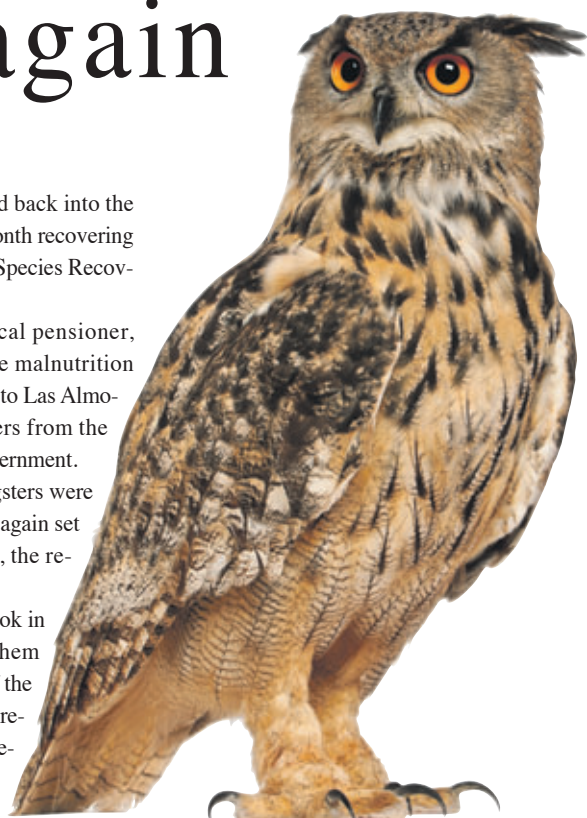 again
d back into the
onth recovering
Species Recov-
cal pensioner,
e malnutrition
to Las Almo-
ers from the
ernment.
gsters were
again set
, the re-
ok in
hem
the
re-
e-